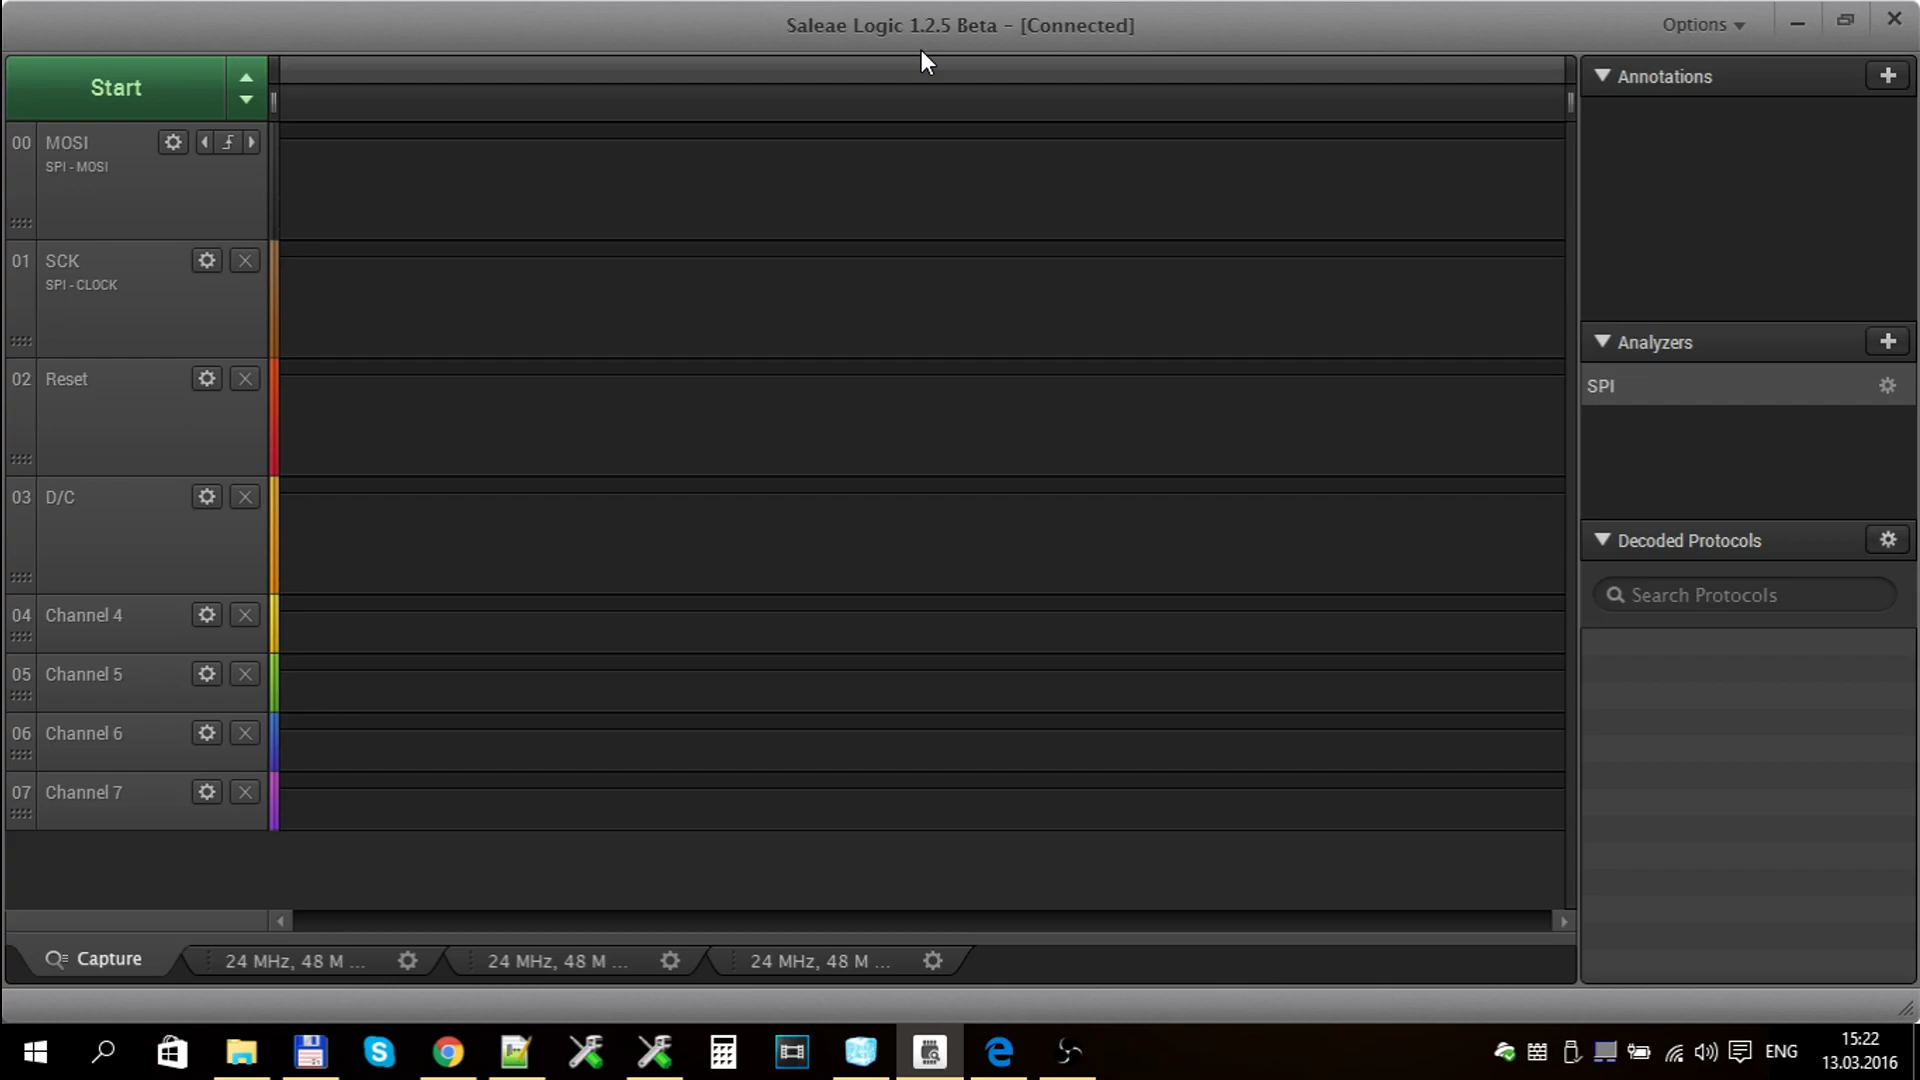 Saleae Logic 1.2.5 Beta - [Connected]
Options
Start
00 MOSI
SPI - MOSI
01 SCK
SPI - CLOCK
02 Reset
03 D/C
04 Channel 4
05 Channel 5
06 Channel 6
07 Channel 7
Annotations
Analyzers
SPI
Decoded Protocols
Search Protocols
Capture
24 MHz, 48 M ...
24 MHz, 48 M ...
24 MHz, 48 M ...
ENG
15:22
13.03.2016